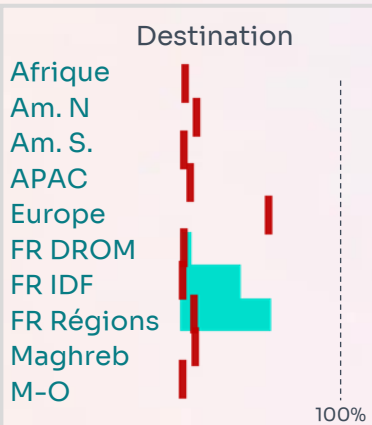 Destination
Afrique
Am. N
Am. S.
APAC
Europe
FR DROM
FR IDF
FR Régions
Maghreb
M-O
100%